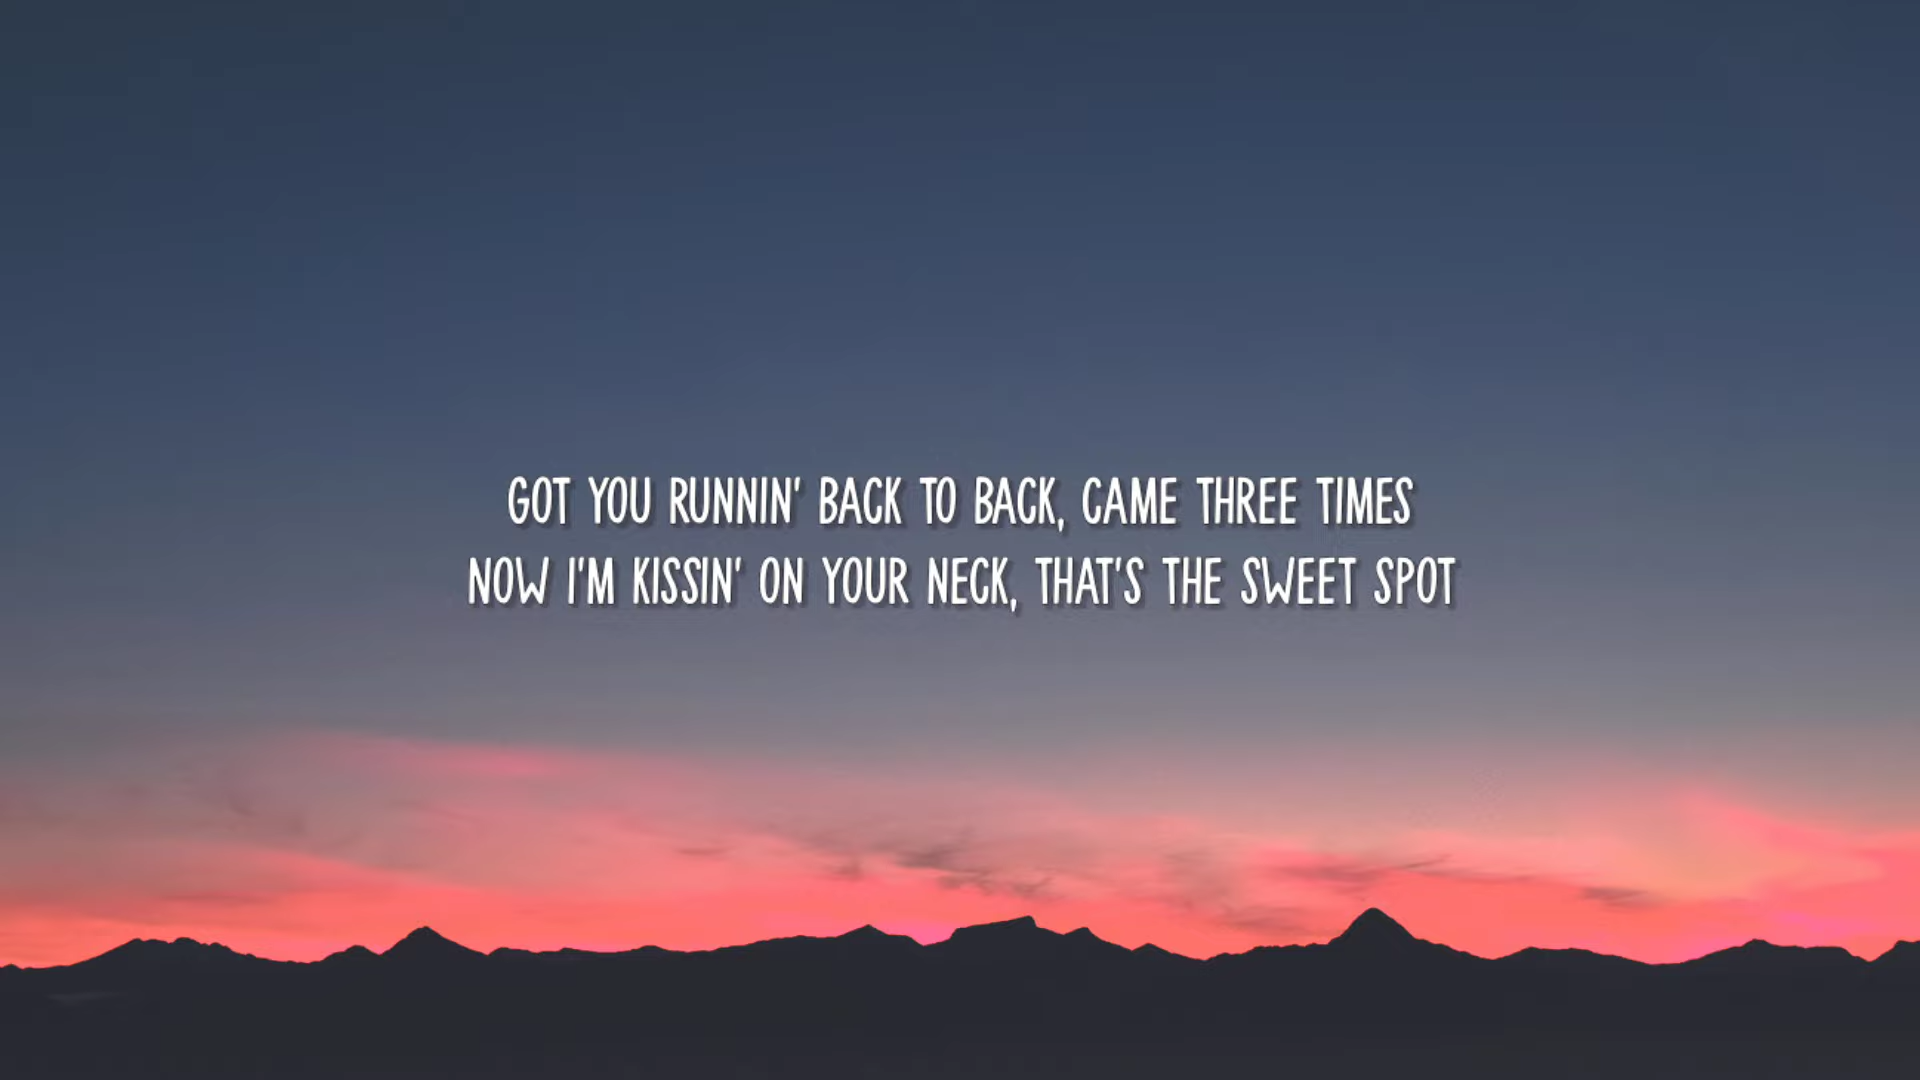 GOT YOU RUNNIN' BACK TO BACK, CAME THREE TIMES
NOW I'M KISSIN' ON YOUR NECK, THAT'S THE SWEET SPOT